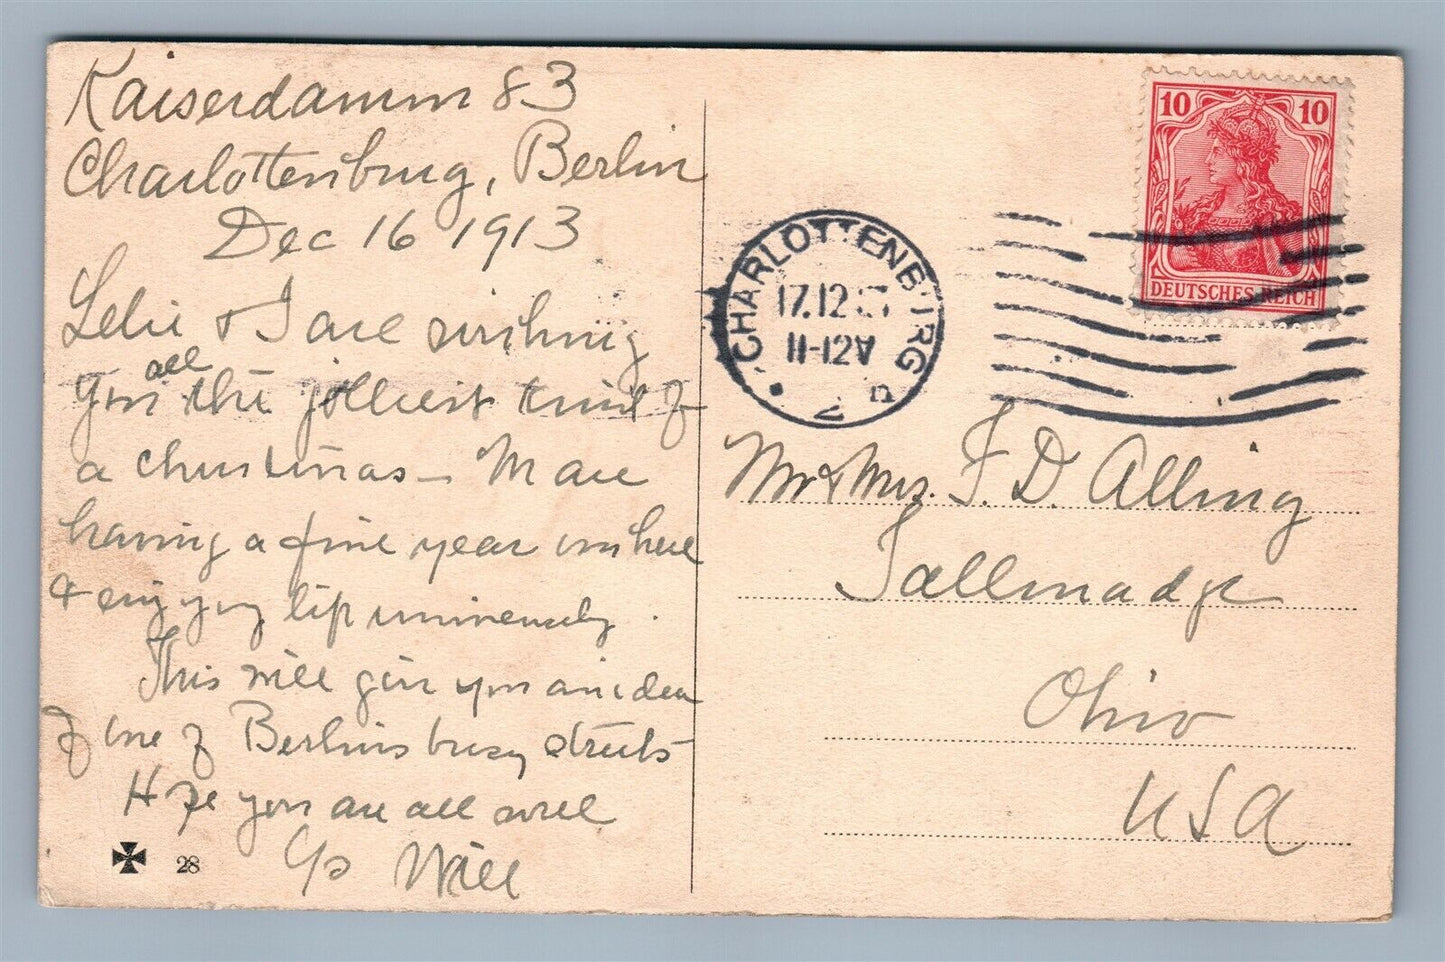 Kaiserdamm 83
Charlottenburg, Berlin
Dec 16 1913
& I are wishing
you all the jolliest kind of
a christmas – We are
having a fine year over here
& enjoying life immensely.
This will give you an idea
of one of Berlins busy streets
Hope you are all well
Will
28
CHARLOTTENBURG
17.12
11-12V
10 10
DEUTSCHES REICH
Mr & Mrs. F. D. Alling
Tallmadge
Ohio
USA